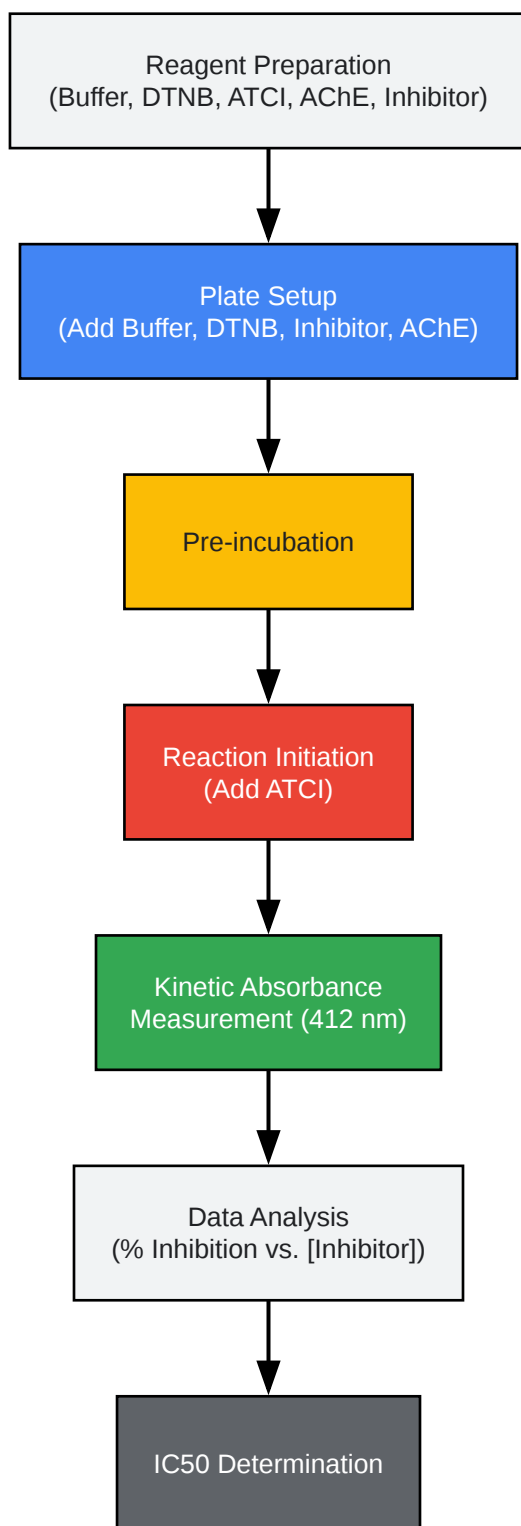 Reagent Preparation
(Buffer, DTNB, ATCI, AChE, Inhibitor)
Plate Setup
(Add Buffer, DTNB, Inhibitor, AChE)
Pre-incubation
Reaction Initiation
(Add ATCI)
Kinetic Absorbance
Measurement (412 nm)
Data Analysis
(% Inhibition vs. [Inhibitor])
IC50 Determination